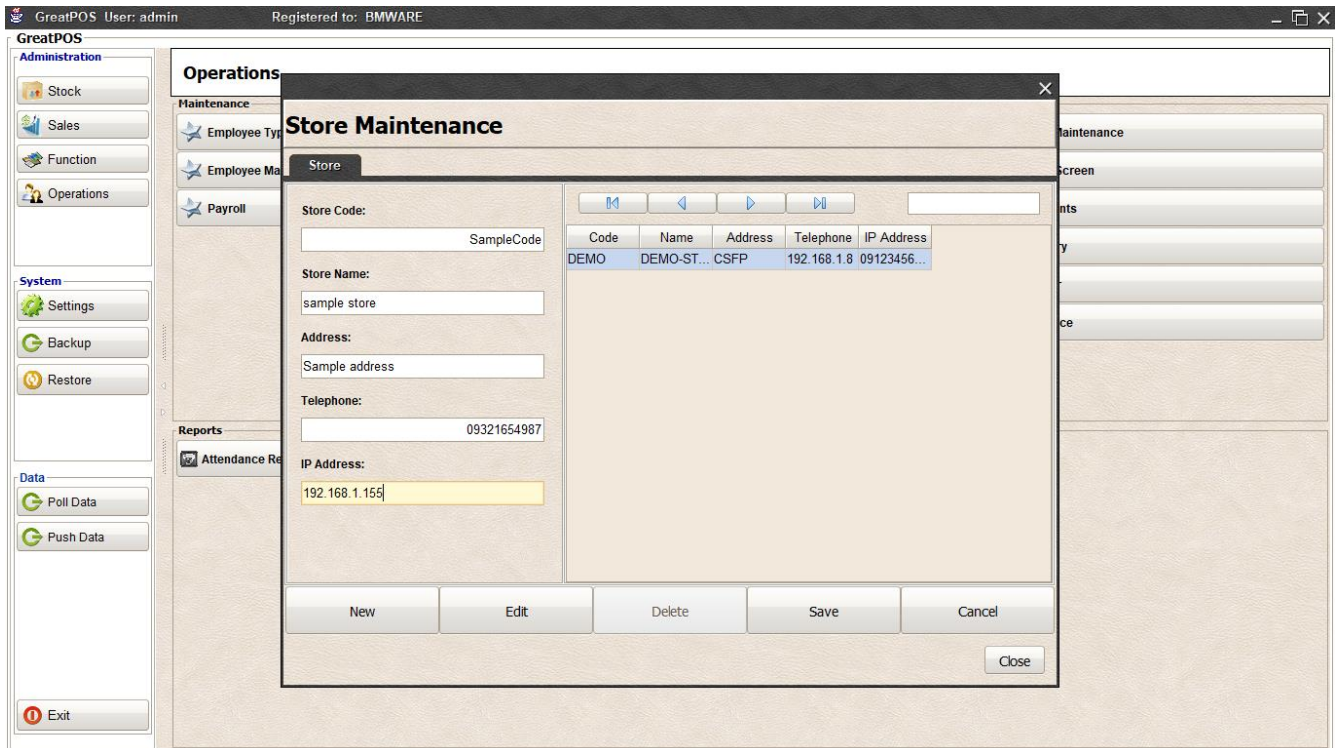 GreatPOS User: admin Registered to: BMWARE
GreatPOS
Administration
Stock
Sales
Function
Operations
System
Settings
Backup
Restore
Data
Poll Data
Push Data
Exit
Operations
Maintenance
Employee Typ
Employee Ma
Payroll
Reports
Attendance Re
Store Maintenance
Store
Store Code:
SampleCode
Store Name:
sample store
Address:
Sample address
Telephone:
09321654987
IP Address:
192.168.1.155
Code Name Address Telephone IP Address
DEMO DEMO-ST... CSFP 192.168.1.8 09123456...
New Edit Delete Save Cancel
Close
Maintenance
Screen
nts
ry
ce